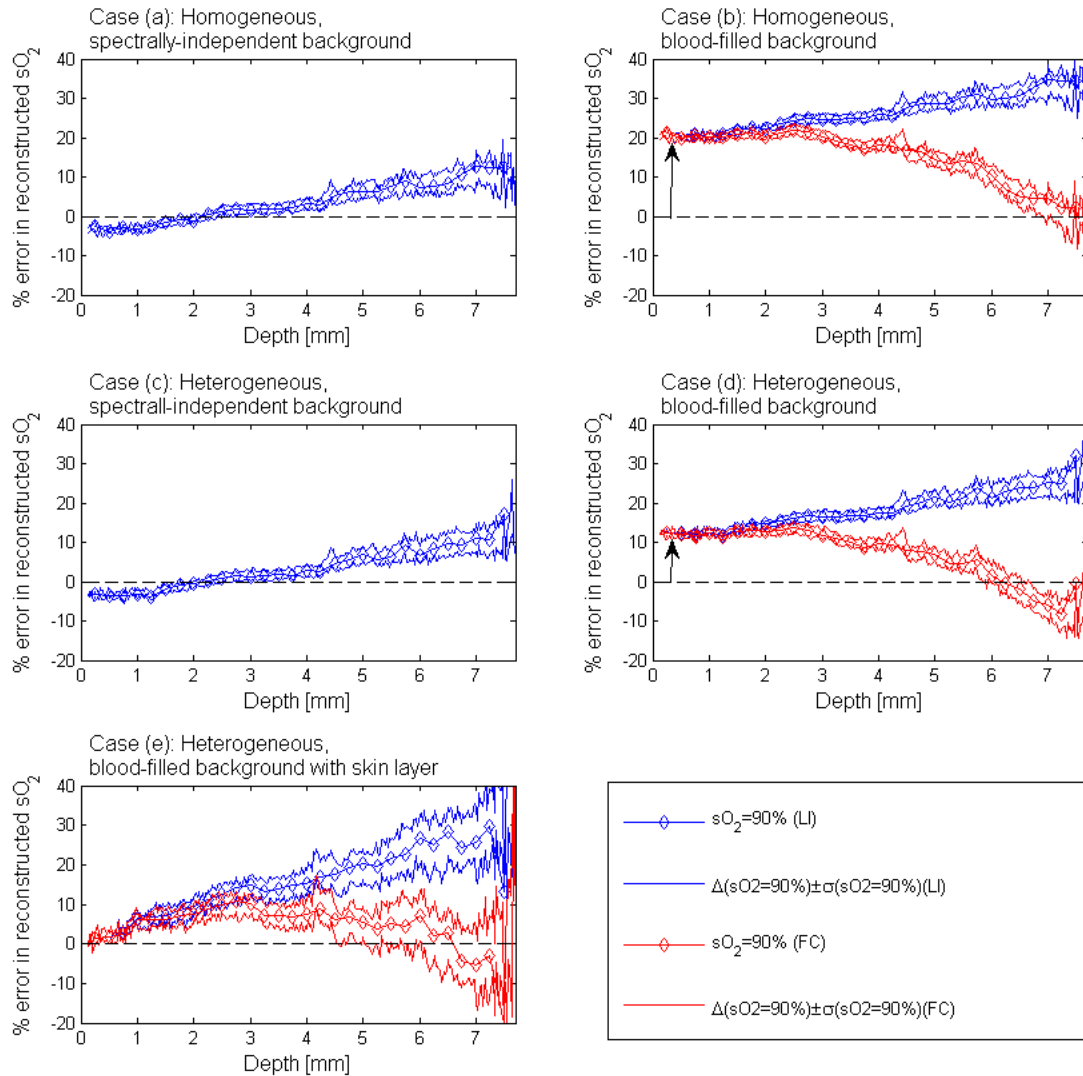 Case (a): Homogeneous,
spectrally-independent background
% error in reconstructed sO2
40
30
20
10
0
-10
-20
0 1 2 3 4 5 6 7
Depth [mm]
Case (b): Homogeneous,
blood-filled background
% error in reconstructed sO2
40
30
20
10
0
-10
-20
0 1 2 3 4 5 6 7
Depth [mm]
Case (c): Heterogeneous,
spectrall-independent background
% error in reconstructed sO2
40
30
20
10
0
-10
-20
0 1 2 3 4 5 6 7
Depth [mm]
Case (d): Heterogeneous,
blood-filled background
% error in reconstructed sO2
40
30
20
10
0
-10
-20
0 1 2 3 4 5 6 7
Depth [mm]
Case (e): Heterogeneous,
blood-filled background with skin layer
% error in reconstructed sO2
40
30
20
10
0
-10
-20
0 1 2 3 4 5 6 7
Depth [mm]
sO2=90% (LI)
Δ(sO2=90%)±σ(sO2=90%)(LI)
sO2=90% (FC)
Δ(sO2=90%)±σ(sO2=90%)(FC)